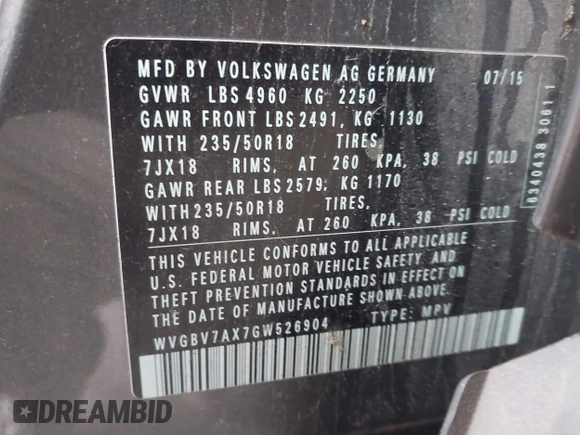 MFD BY VOLKSWAGEN AG GERMANY 07/15
GVWR LBS 4960 KG 2250
GAWR FRONT LBS 2491, KG 1130
WITH 235/50R18 TIRES,
7JX18 RIMS, AT 260 KPA, 38 PSI COLD
GAWR REAR LBS 2579, KG 1170
WITH 235/50R18 TIRES,
7JX18 RIMS, AT 260 KPA, 38 PSI COLD
THIS VEHICLE CONFORMS TO ALL APPLICABLE
U.S. FEDERAL MOTOR VEHICLE SAFETY AND
THEFT PREVENTION STANDARDS IN EFFECT ON
THE DATE OF MANUFACTURE SHOWN ABOVE.
WVGBV7AX7GW526904 TYPE: MPV
6340438 3061 1
DREAMBID